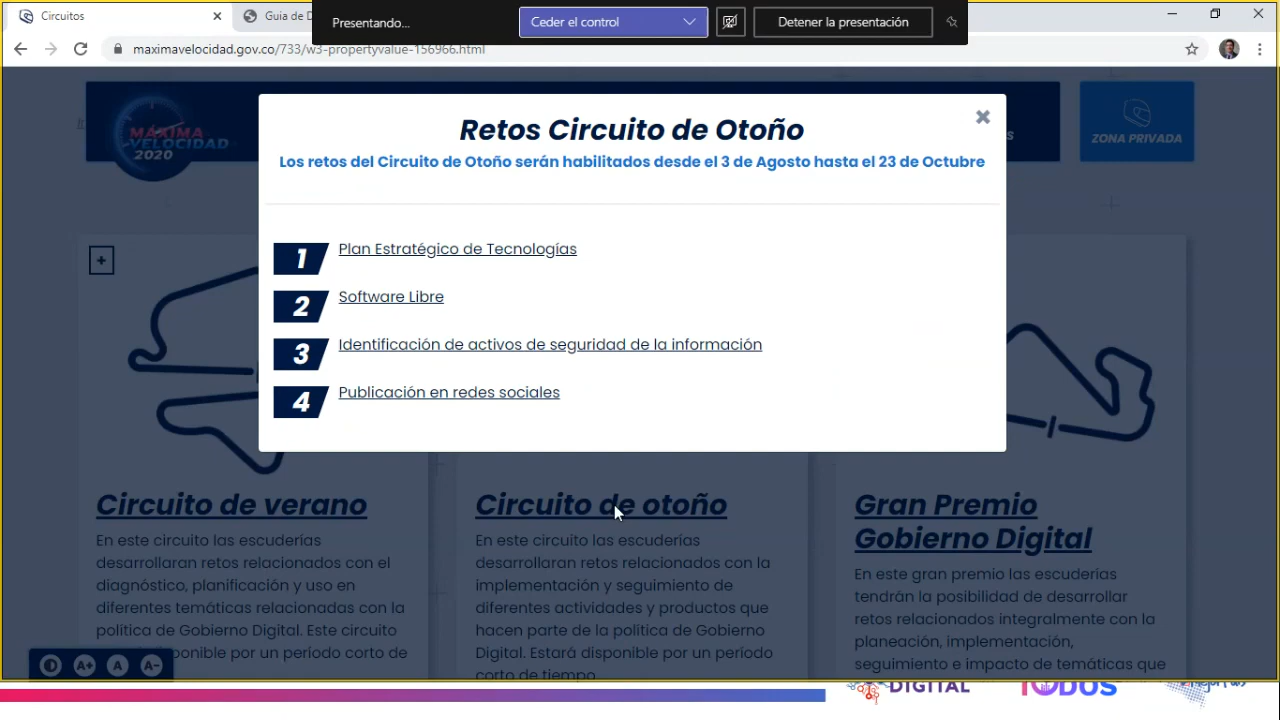 Circuitos
Guia de D
Presentando...
Ceder el control
Detener la presentación
maximavelocidad.gov.co/733/w3-propertyvalue-156966.html
MÁXIMA
VELOCIDAD
2020
ZONA PRIVADA
Retos Circuito de Otoño
Los retos del Circuito de Otoño serán habilitados desde el 3 de Agosto hasta el 23 de Octubre
1 Plan Estratégico de Tecnologías
2 Software Libre
3 Identificación de activos de seguridad de la información
4 Publicación en redes sociales
Circuito de verano
En este circuito las escuderías
desarrollaran retos relacionados con el
diagnóstico, planificación y uso en
diferentes temáticas relacionadas con la
política de Gobierno Digital. Este circuito
disponible por un período corto de
Circuito de otoño
En este circuito las escuderías
desarrollaran retos relacionados con la
implementación y seguimiento de
diferentes actividades y productos que
hacen parte de la politica de Gobierno
Digital. Estará disponible por un período
corto de tiempo.
Gran Premio
Gobierno Digital
En este gran premio las escuderías
tendrán la posibilidad de desarrollar
retos relacionados integralmente con la
planeación, implementación,
seguimiento e impacto de temáticas que
A+ A A-
DIGITAL
TODOS